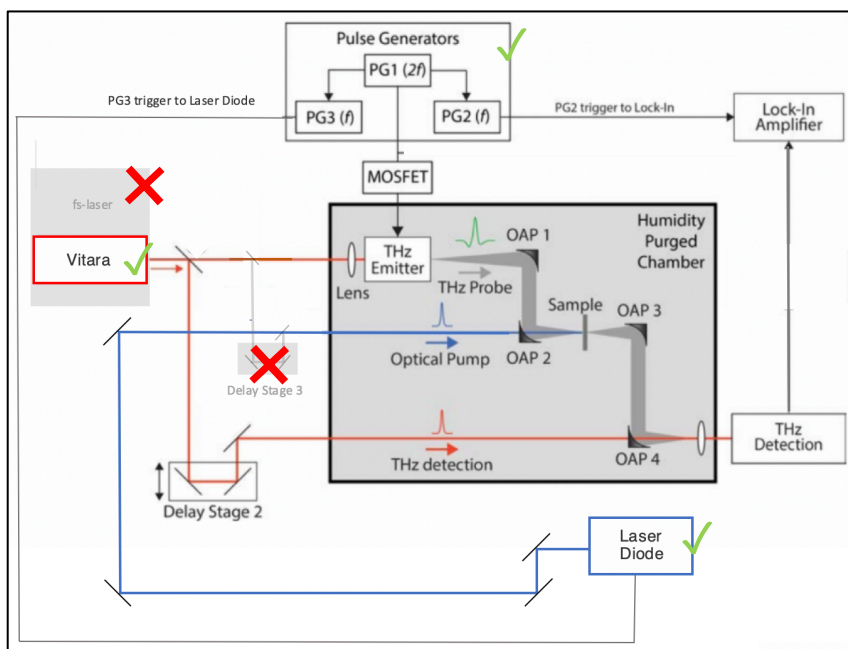 Pulse Generators
PG1 (2f)
PG3 trigger to Laser Diode
PG3 (f)
PG2 (f)
PG2 trigger to Lock-In
Lock-In
Amplifier
MOSFET
fs-laser
Vitara
Humidity
Purged
Chamber
OAP 1
THz
Emitter
Lens
THz Probe
Sample
OAP 3
Optical Pump
OAP 2
Delay Stage 3
THz
Detection
OAP 4
THz detection
Delay Stage 2
Laser
Diode